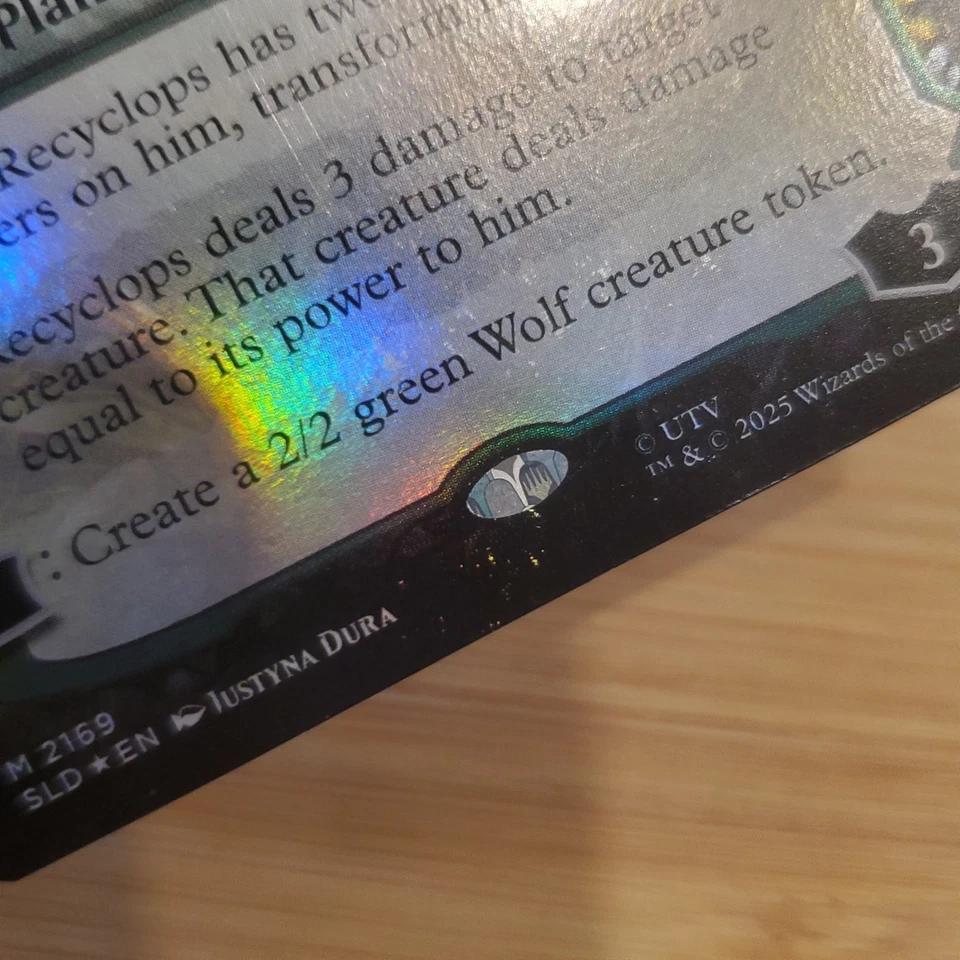 Plan
Recyclops has two
ers on him, transform
Recyclops deals 3 damage to target
creature. That creature deals damage
equal to its power to him.
: Create a 2/2 green Wolf creature token.
3
M 2169
SLD ★ EN JUSTYNA DURA
© UTV
™ & © 2025 Wizards of the